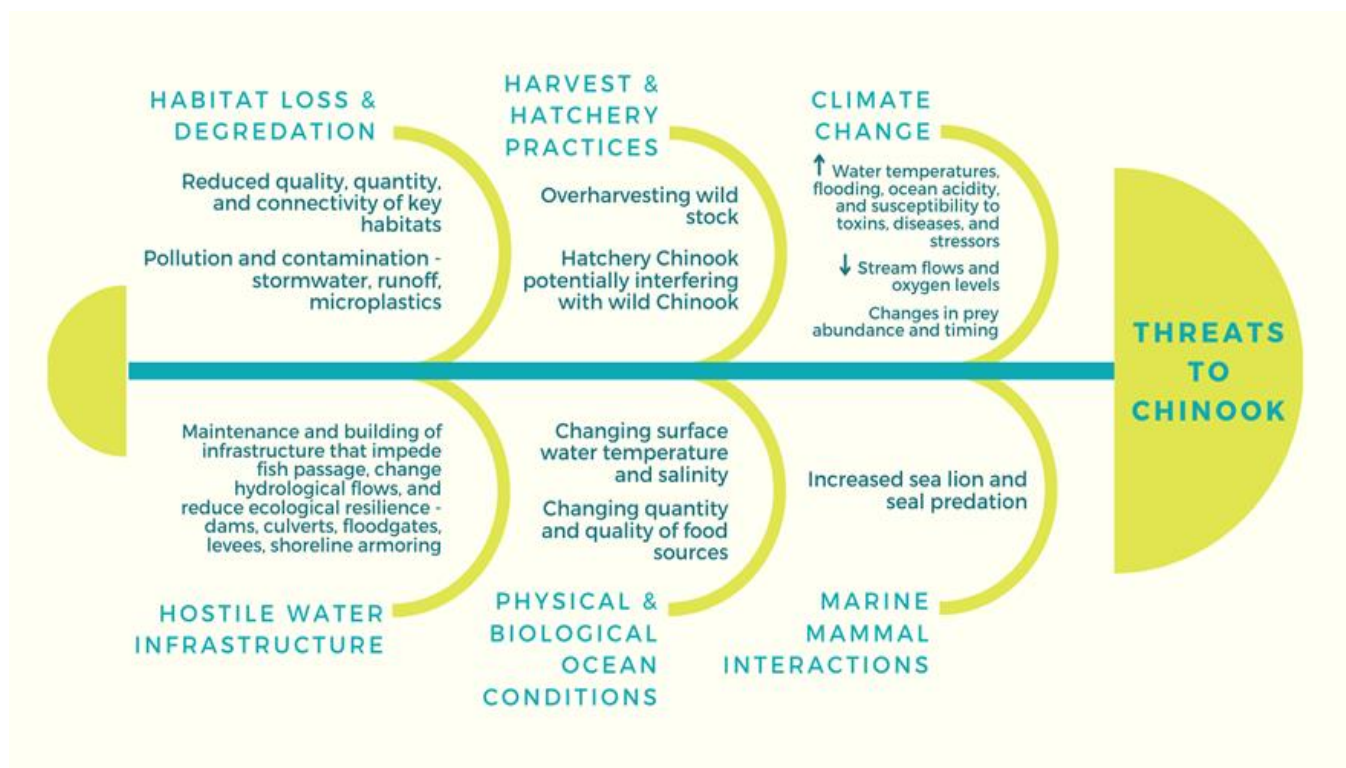 HABITAT LOSS &
DEGREDATION
Reduced quality, quantity,
and connectivity of key
habitats
Pollution and contamination -
stormwater, runoff,
microplastics
HARVEST &
HATCHERY
PRACTICES
Overharvesting wild
stock
Hatchery Chinook
potentially interfering
with wild Chinook
CLIMATE
CHANGE
↑ Water temperatures,
flooding, ocean acidity,
and susceptibility to
toxins, diseases, and
stressors
↓ Stream flows and
oxygen levels
Changes in prey
abundance and timing
THREATS
TO
CHINOOK
Maintenance and building of
infrastructure that impede
fish passage, change
hydrological flows, and
reduce ecological resilience -
dams, culverts, floodgates,
levees, shoreline armoring
HOSTILE WATER
INFRASTRUCTURE
Changing surface
water temperature
and salinity
Changing quantity
and quality of food
sources
PHYSICAL &
BIOLOGICAL
OCEAN
CONDITIONS
Increased sea lion and
seal predation
MARINE
MAMMAL
INTERACTIONS